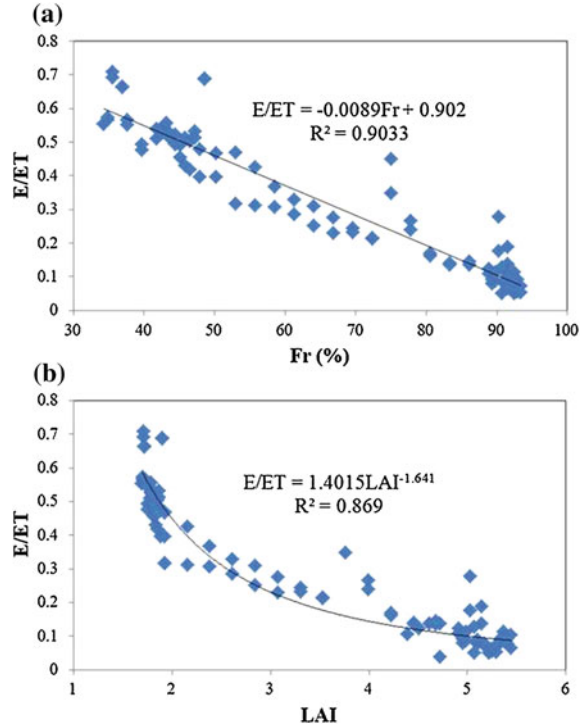 (a)
0.8
0.7
0.6
0.5
0.4
0.3
0.2
0.1
0
E/ET
E/ET = -0.0089Fr + 0.902
R² = 0.9033
30 40 50 60 70 80 90 100
Fr (%)
(b)
0.8
0.7
0.6
0.5
0.4
0.3
0.2
0.1
0
E/ET
E/ET = 1.4015LAI⁻¹·⁶⁴¹
R² = 0.869
1 2 3 4 5 6
LAI